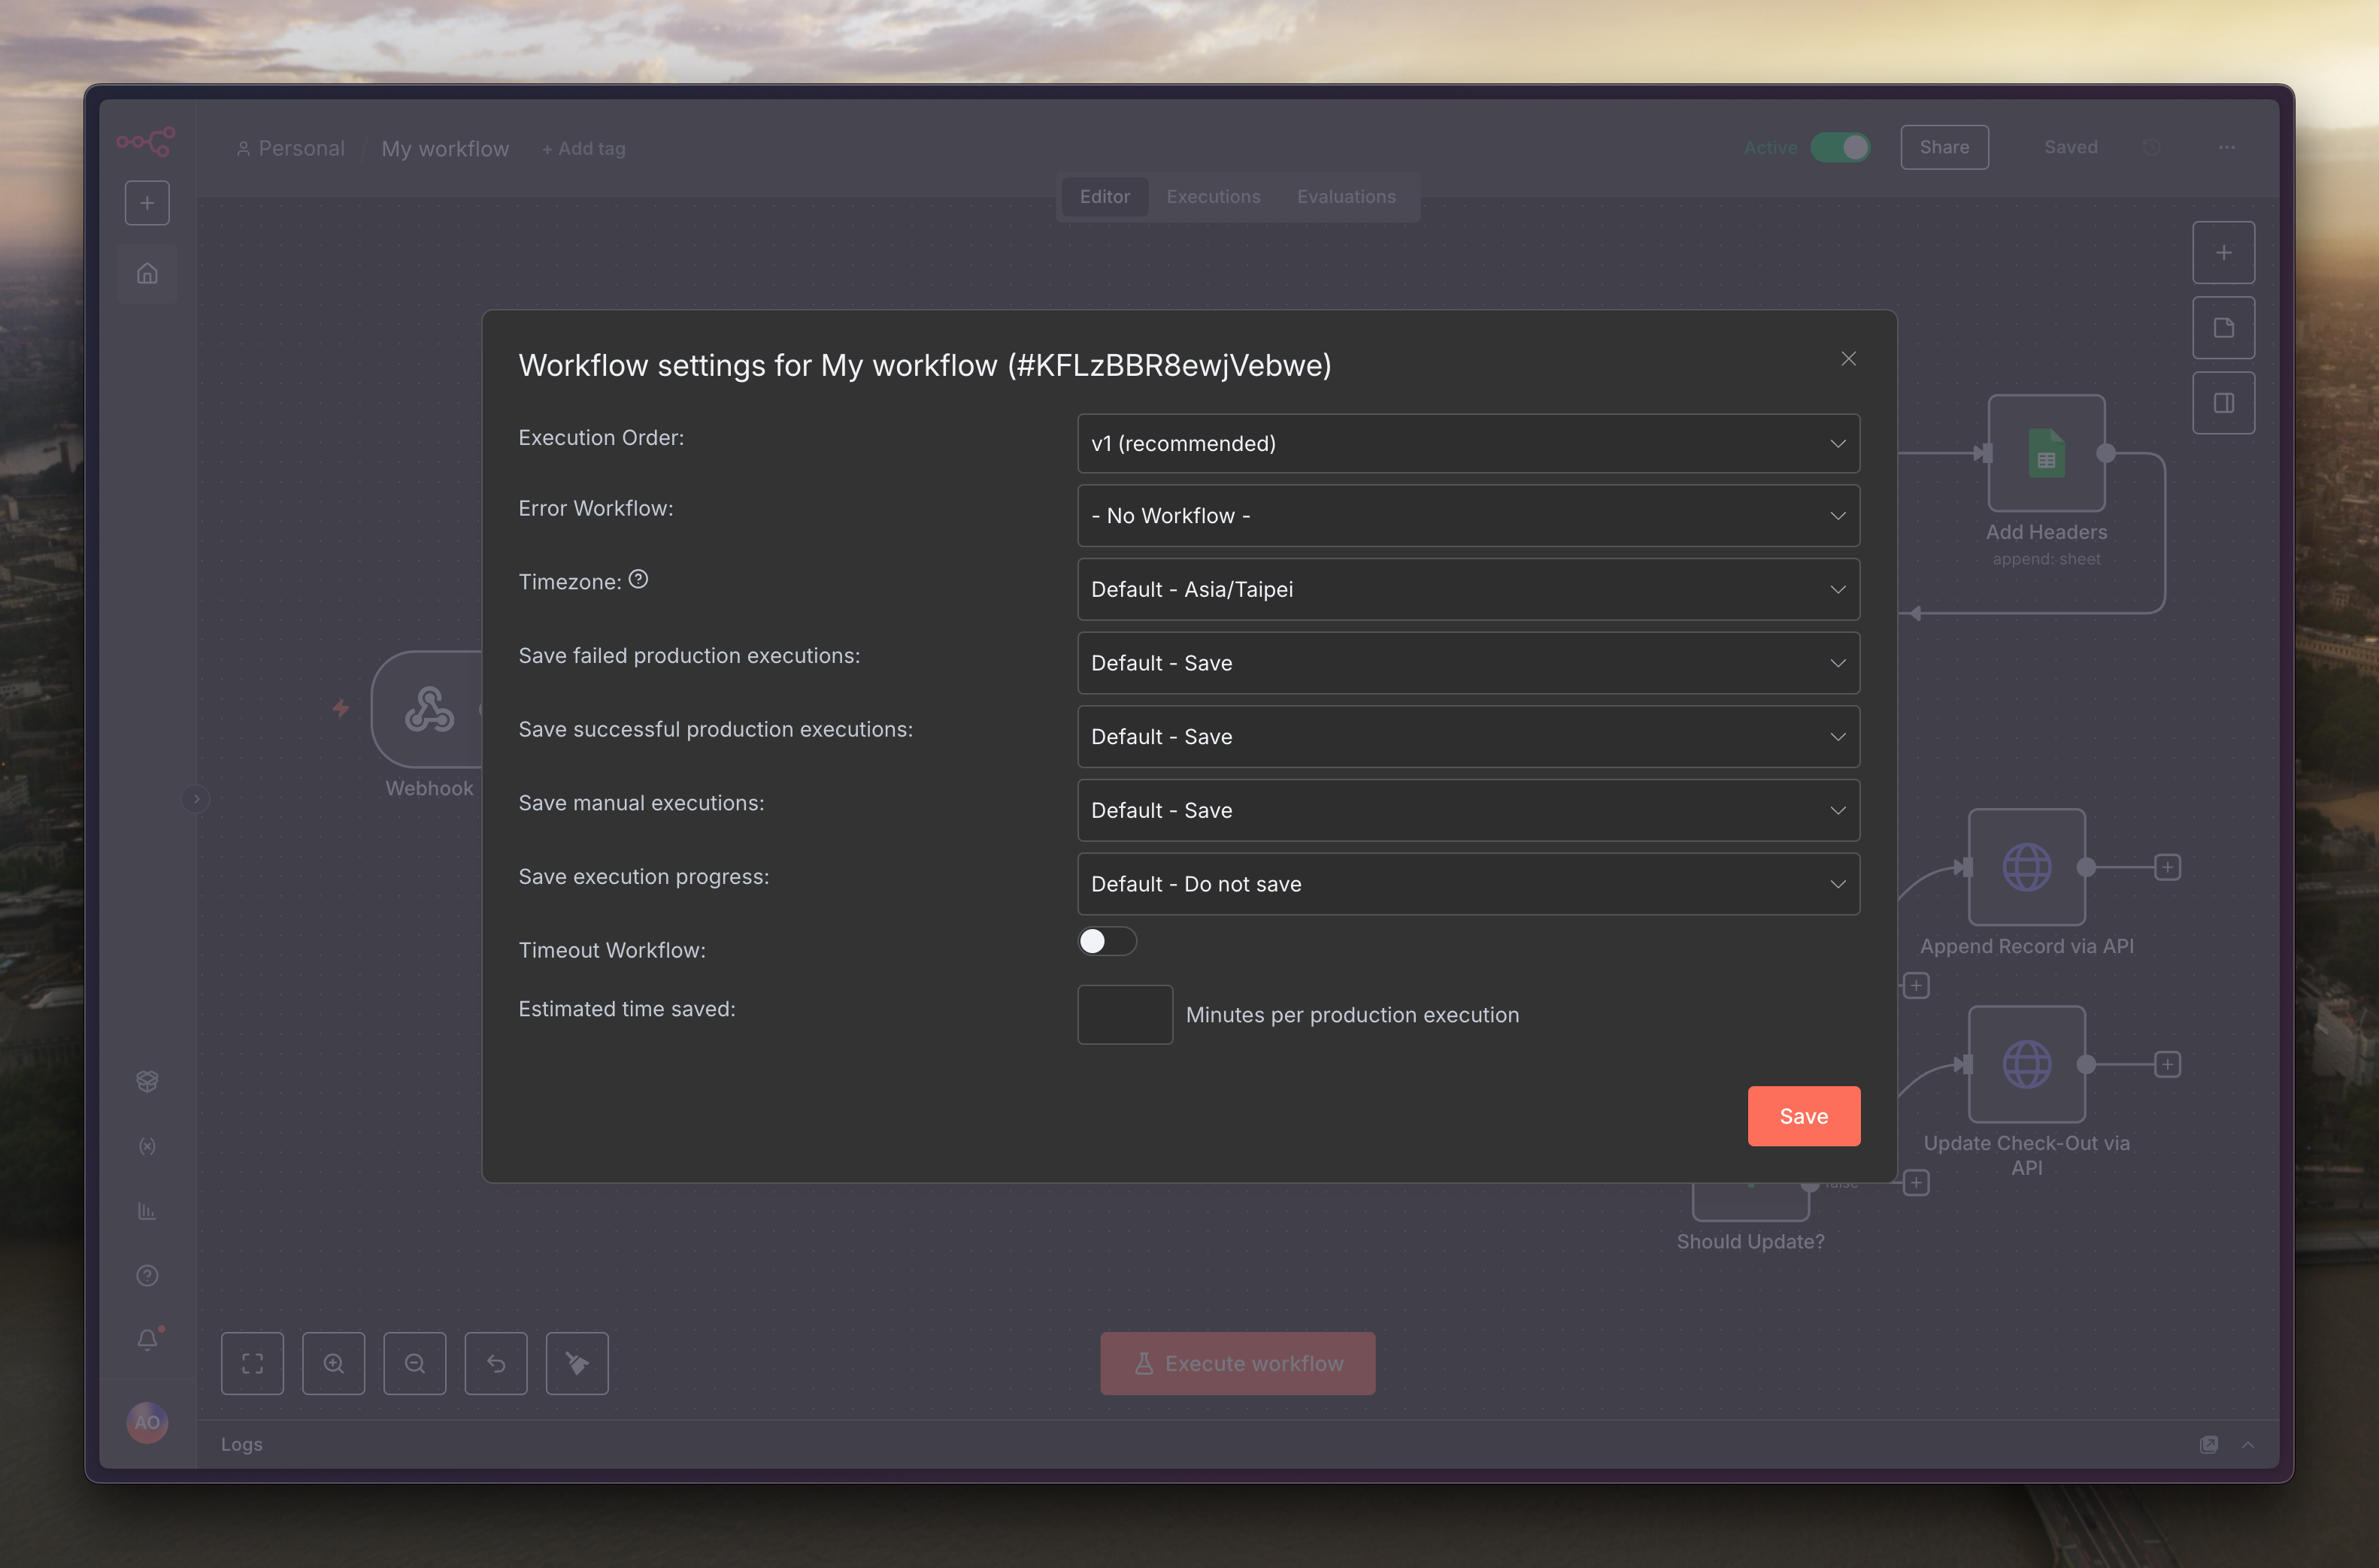 Personal / My workflow + Add tag
Active Share Saved
Editor Executions Evaluations
Workflow settings for My workflow (#KFLzBBR8ewjVebwe)
Execution Order: v1 (recommended)
Error Workflow: - No Workflow -
Timezone: Default - Asia/Taipei
Save failed production executions: Default - Save
Save successful production executions: Default - Save
Save manual executions: Default - Save
Save execution progress: Default - Do not save
Timeout Workflow:
Estimated time saved: Minutes per production execution
Save
Webhook
Add Headers
append: sheet
Append Record via API
Update Check-Out via
API
false
Should Update?
Execute workflow
AO
Logs